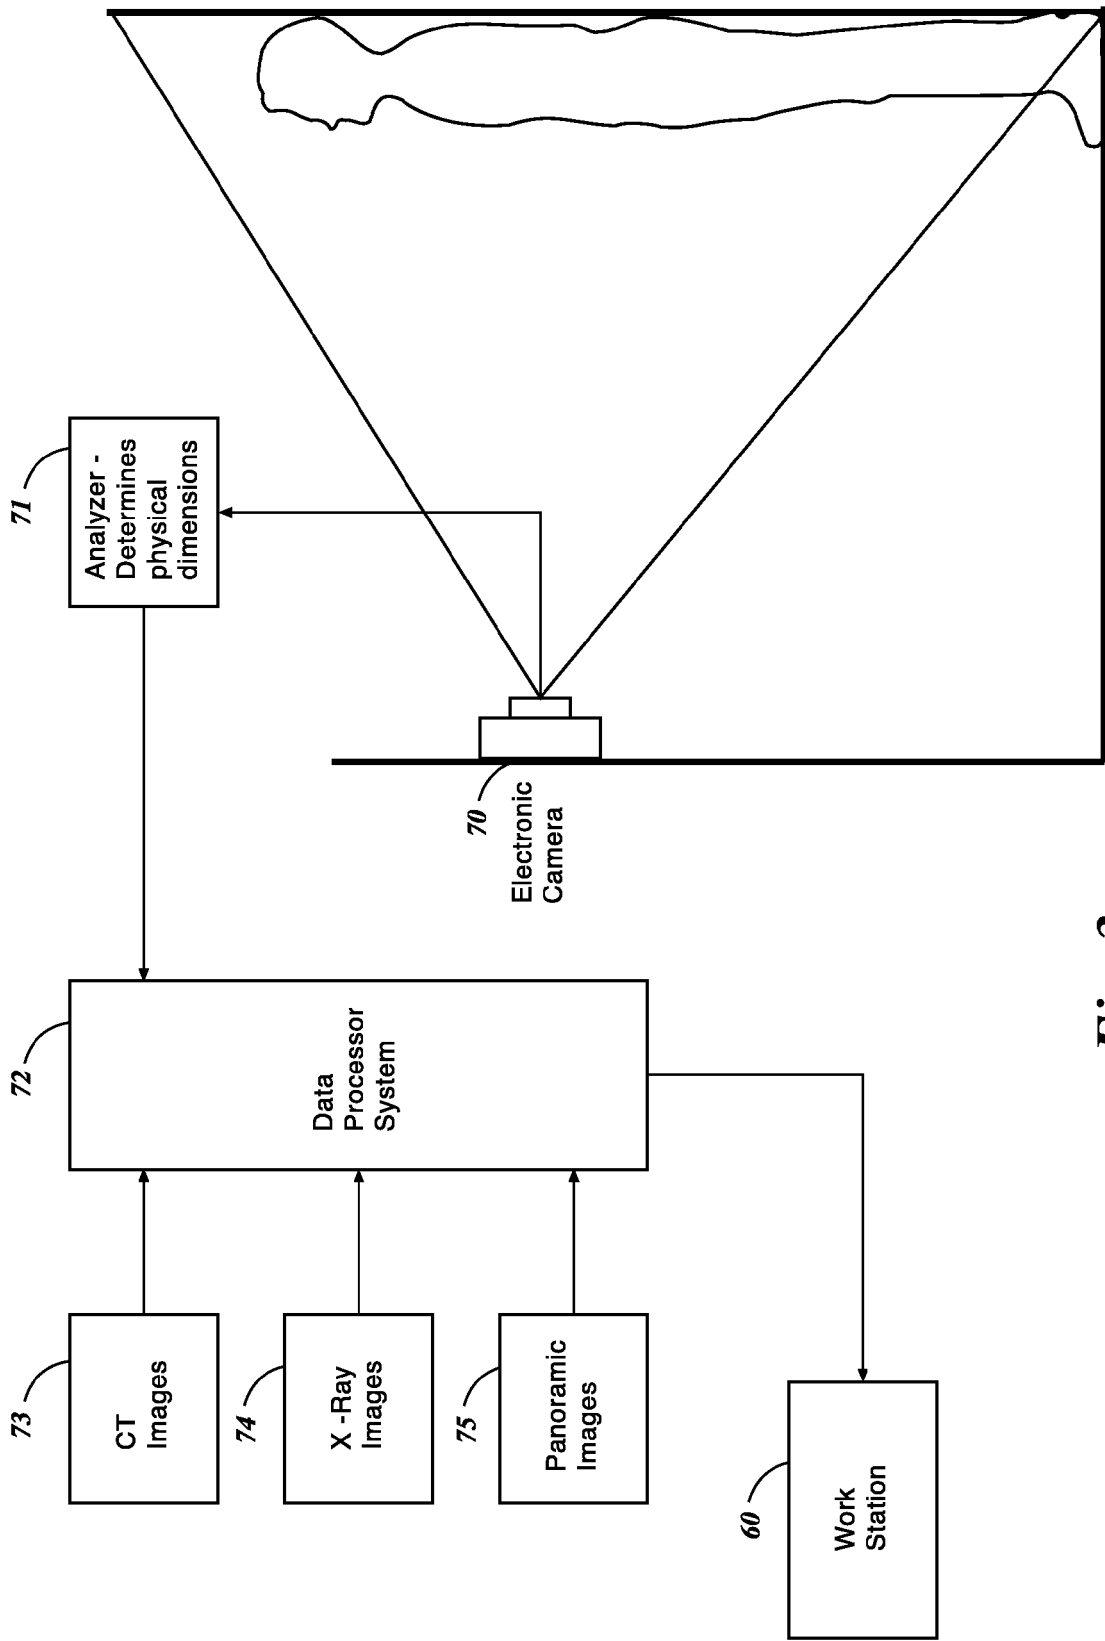 73
CT
Images
74
X -Ray
Images
75
Panoramic
Images
60
Work
Station
72
Data
Processor
System
71
Analyzer -
Determines
physical
dimensions
70
Electronic
Camera